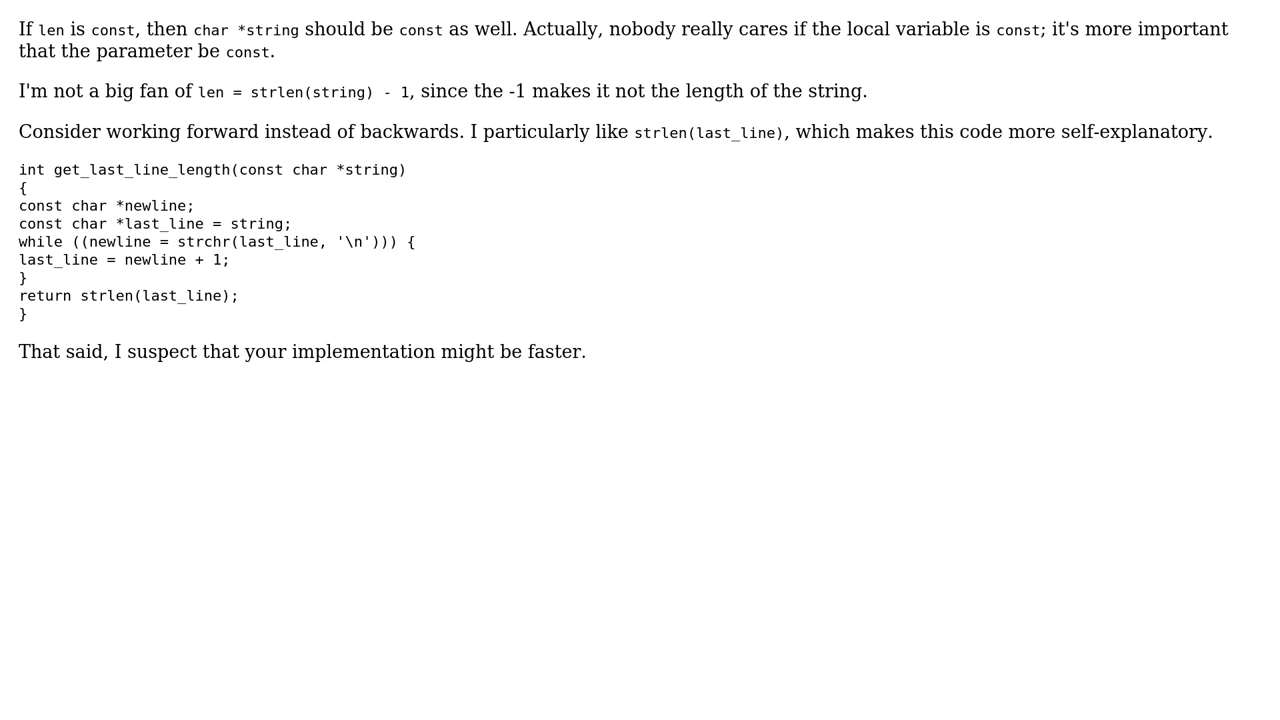 If len is const, then char *string should be const as well. Actually, nobody really cares if the local variable is const; it's more important
that the parameter be const.
I'm not a big fan of len = strlen(string) - 1, since the -1 makes it not the length of the string.
Consider working forward instead of backwards. I particularly like strlen(last_line), which makes this code more self-explanatory.
int get_last_line_length(const char *string)
{
const char *newline;
const char *last_line = string;
while ((newline = strchr(last_line, '\n'))) {
last_line = newline + 1;
}
return strlen(last_line);
}
That said, I suspect that your implementation might be faster.